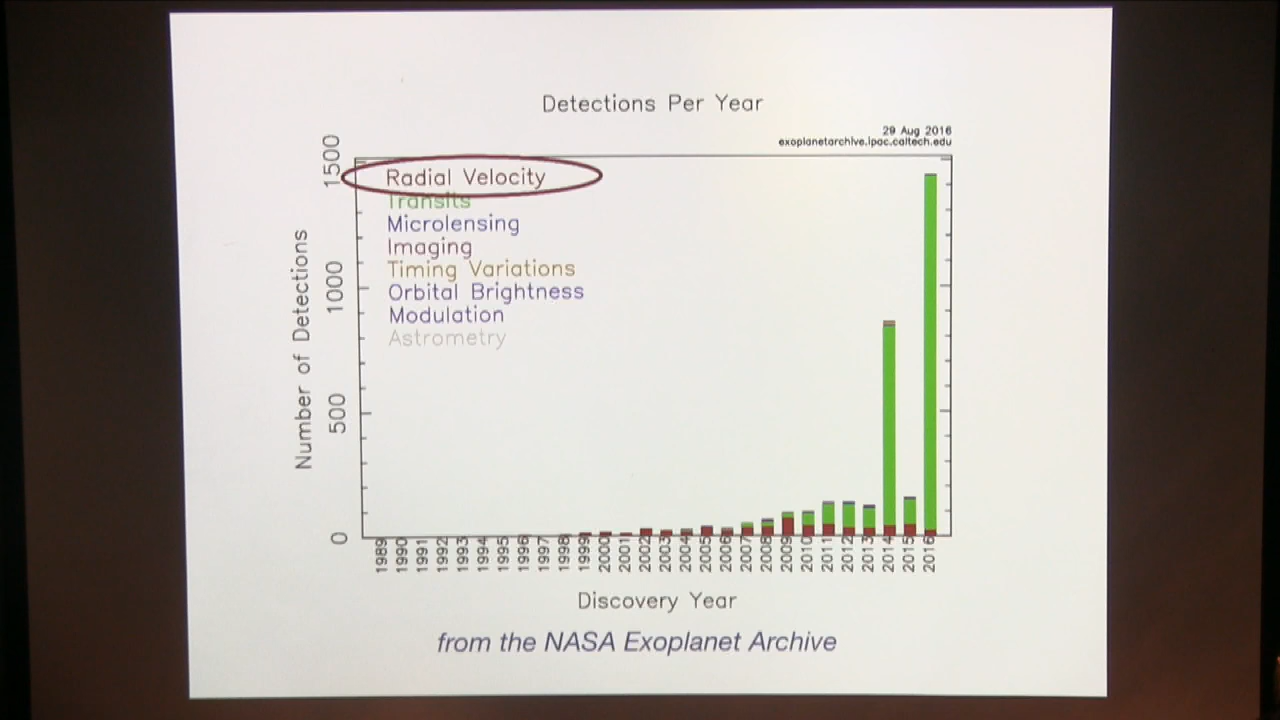 Detections Per Year
29 Aug 2016
exoplanetarchive.ipac.caltech.edu
Radial Velocity
Transits
Microlensing
Imaging
Timing Variations
Orbital Brightness
Modulation
Astrometry
Number of Detections
1500
1000
500
0
1989 1990 1991 1992 1993 1994 1995 1996 1997 1998 1999 2000 2001 2002 2003 2004 2005 2006 2007 2008 2009 2010 2011 2012 2013 2014 2015 2016
Discovery Year
from the NASA Exoplanet Archive